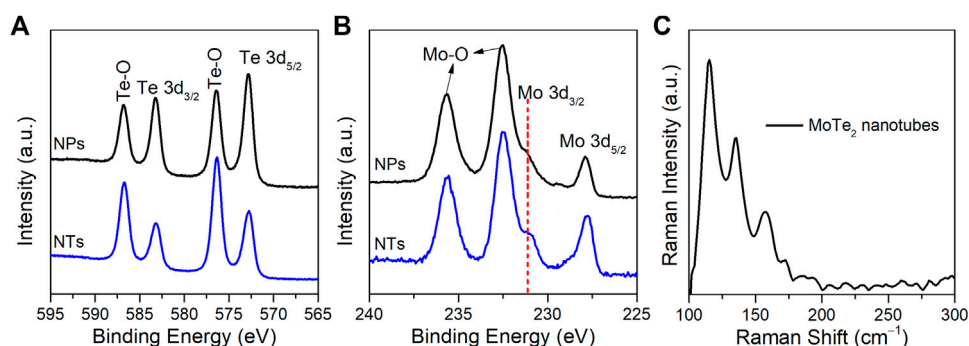 A
Intensity (a.u.)
Te-O
Te 3d3/2
Te-O
Te 3d5/2
NPs
NTs
595 590 585 580 575 570 565
Binding Energy (eV)
B
Intensity (a.u.)
Mo-O
Mo 3d3/2
Mo 3d5/2
NPs
NTs
240 235 230 225
Binding Energy (eV)
C
Raman Intensity (a.u.)
MoTe2 nanotubes
100 150 200 250 300
Raman Shift (cm−1)